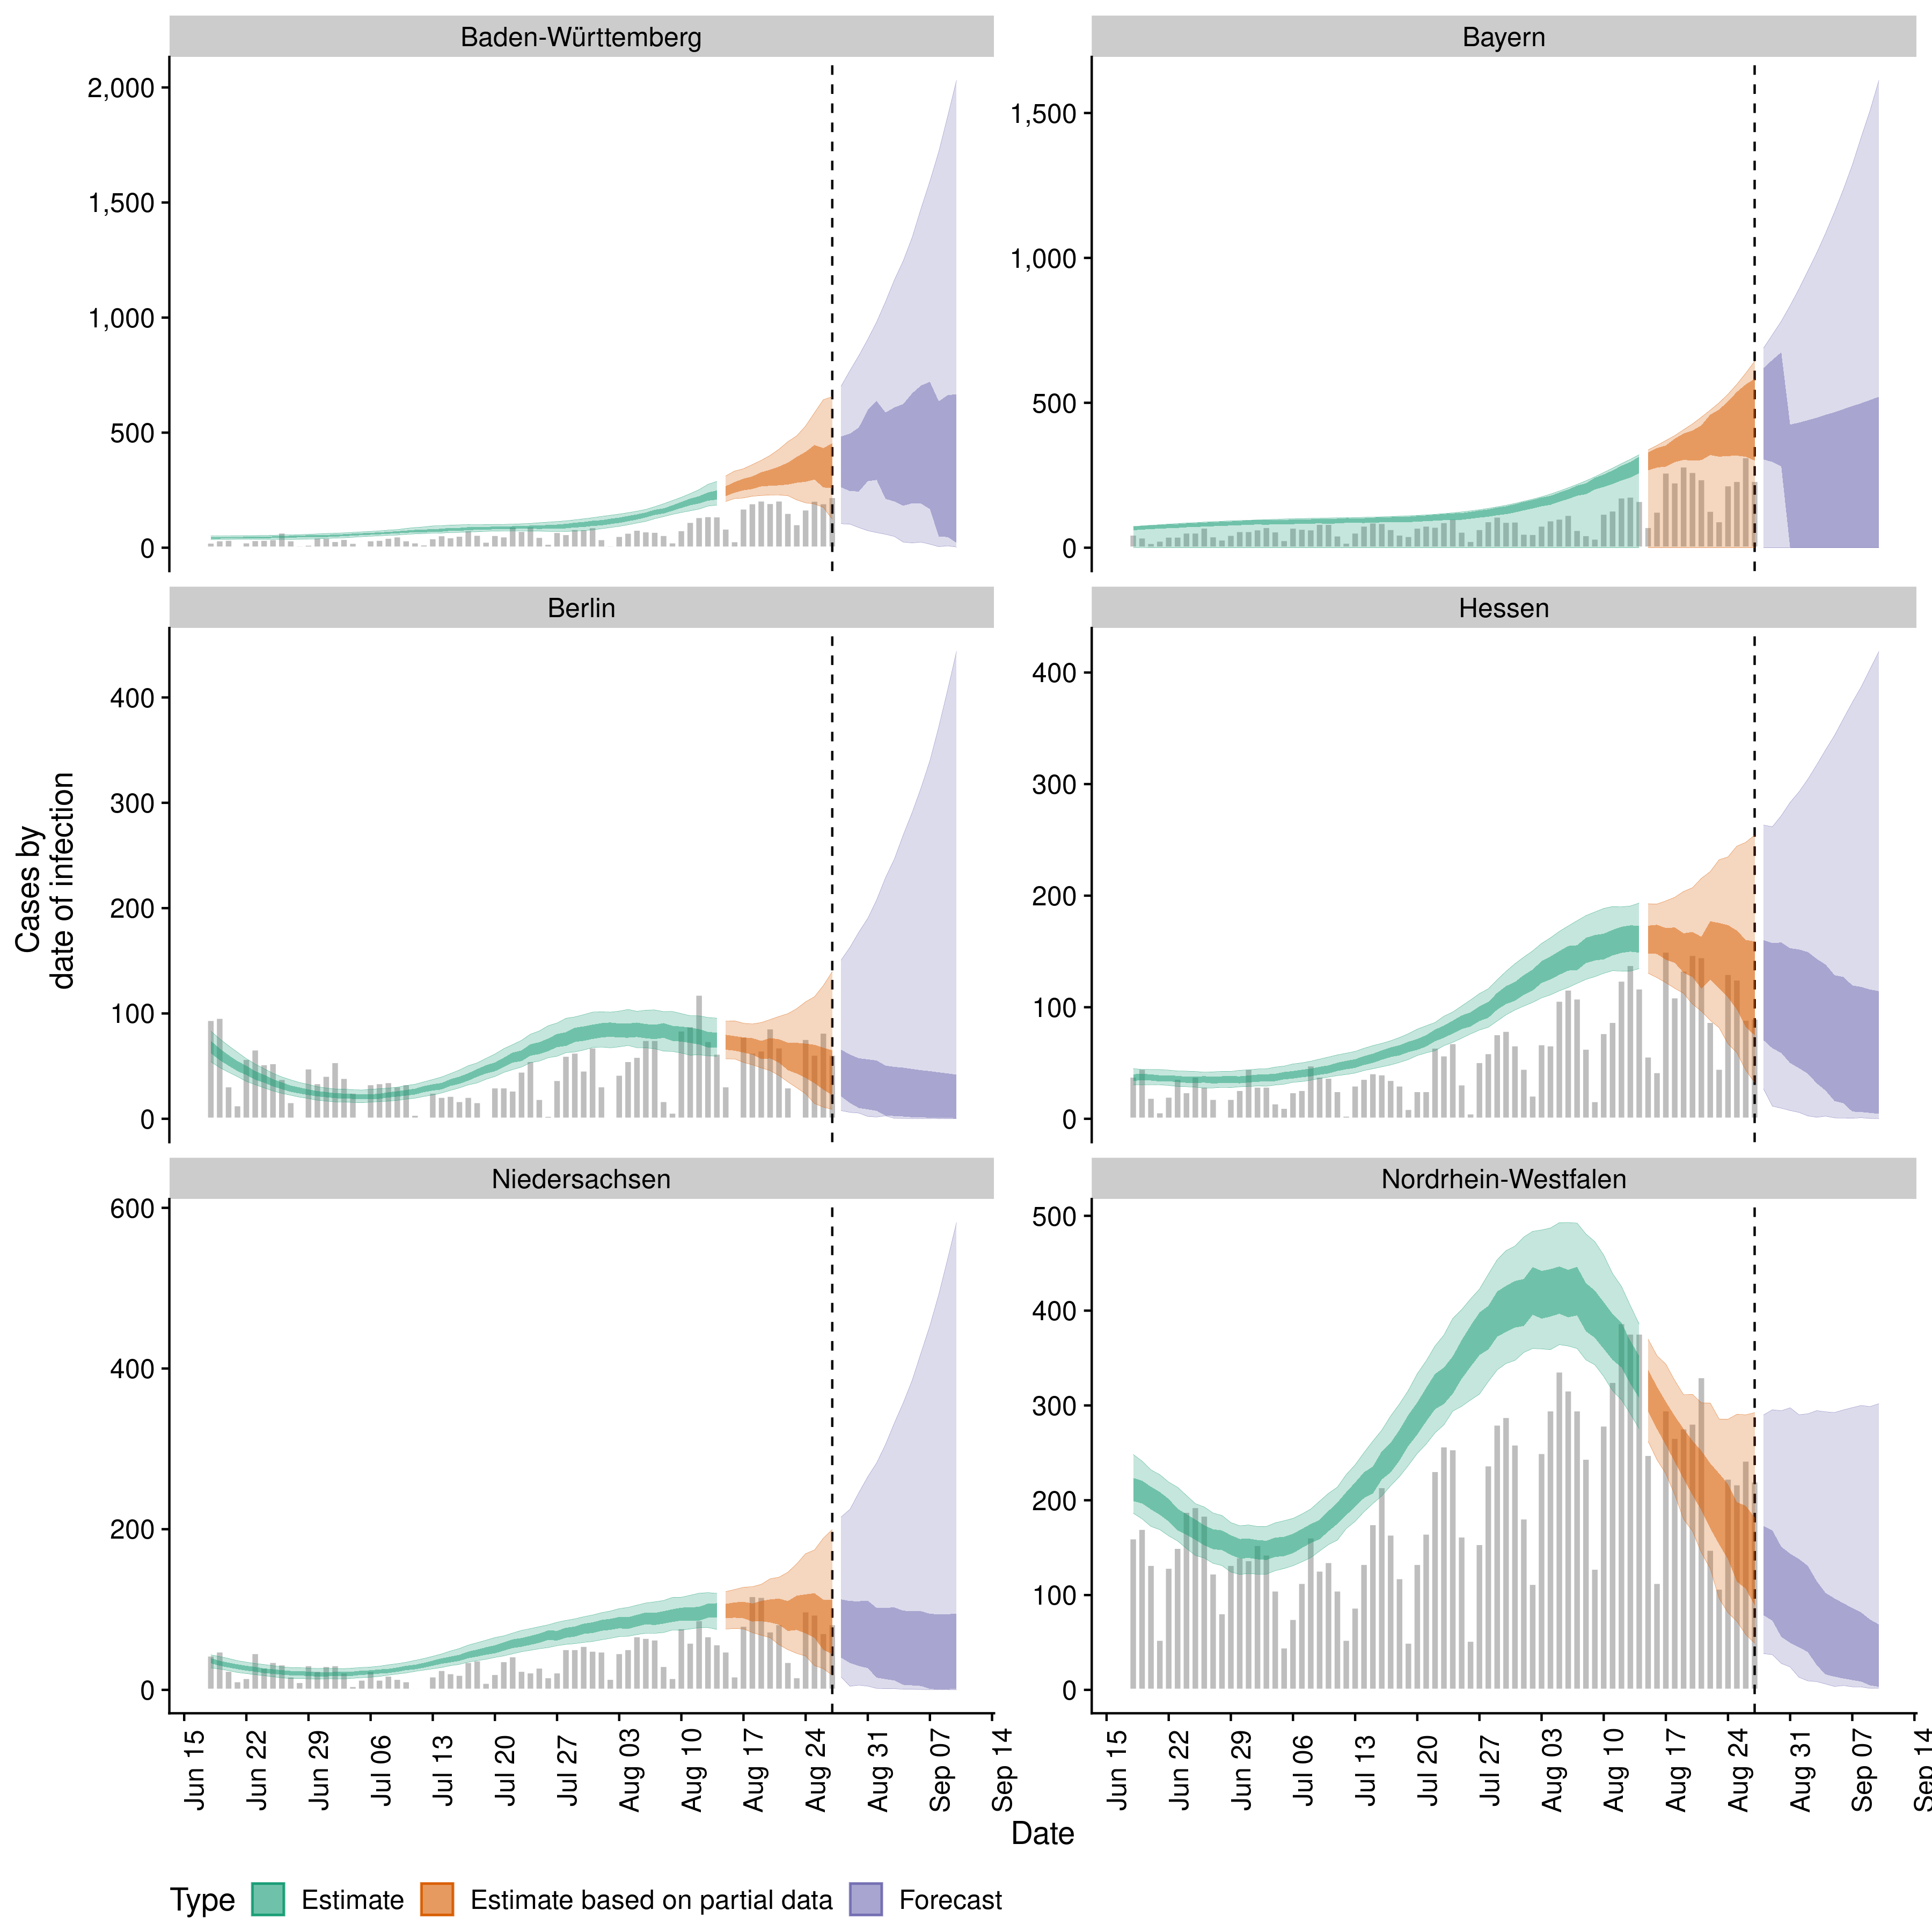 Baden-Württemberg
Bayern
2,000
1,500
1,000
500
0
1,500
1,000
500
0
Berlin
Hessen
400
300
200
100
0
400
300
200
100
0
Niedersachsen
Nordrhein-Westfalen
600
400
200
0
500
400
300
200
100
0
Cases by
date of infection
Jun 15
Jun 22
Jun 29
Jul 06
Jul 13
Jul 20
Jul 27
Aug 03
Aug 10
Aug 17
Aug 24
Aug 31
Sep 07
Sep 14
Jun 15
Jun 22
Jun 29
Jul 06
Jul 13
Jul 20
Jul 27
Aug 03
Aug 10
Aug 17
Aug 24
Aug 31
Sep 07
Sep 14
Date
Type Estimate Estimate based on partial data Forecast